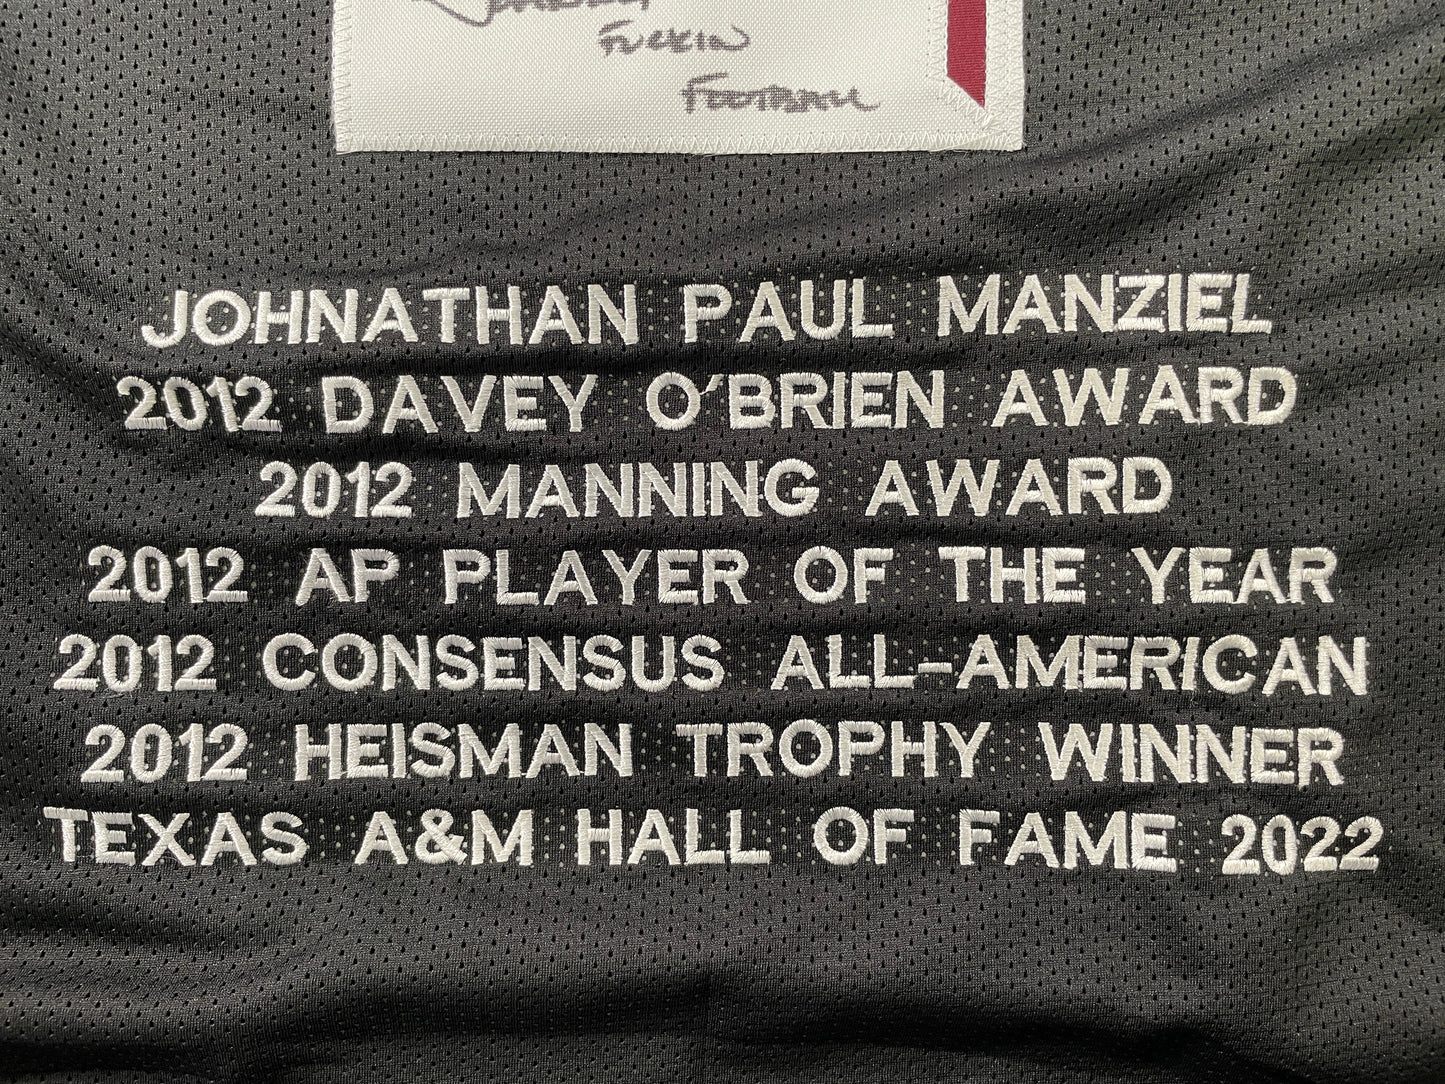 FUCKIN
FOOTBALL
JOHNATHAN PAUL MANZIEL
2012 DAVEY O'BRIEN AWARD
2012 MANNING AWARD
2012 AP PLAYER OF THE YEAR
2012 CONSENSUS ALL-AMERICAN
2012 HEISMAN TROPHY WINNER
TEXAS A&M HALL OF FAME 2022